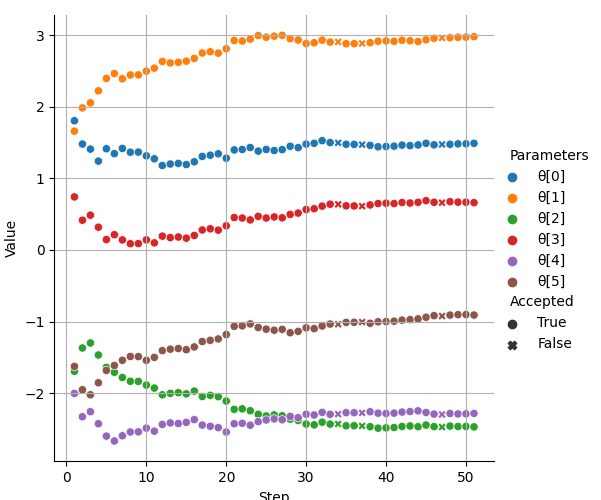 3
2
1
0
−1
−2
Value
0
10
20
30
40
50
Step
Parameters
θ[0]
θ[1]
θ[2]
θ[3]
θ[4]
θ[5]
Accepted
True
False